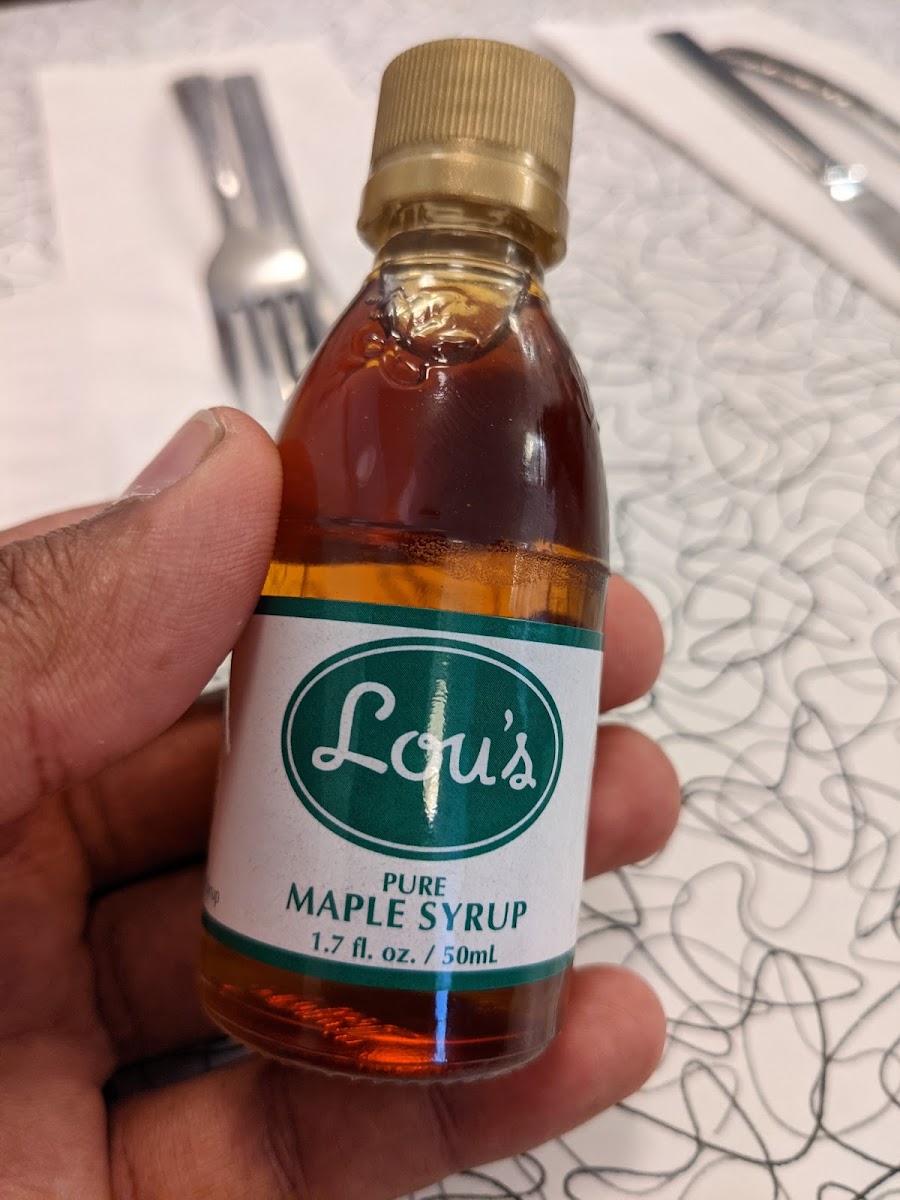 Lou's
PURE
MAPLE SYRUP
1.7 fl. oz. / 50mL